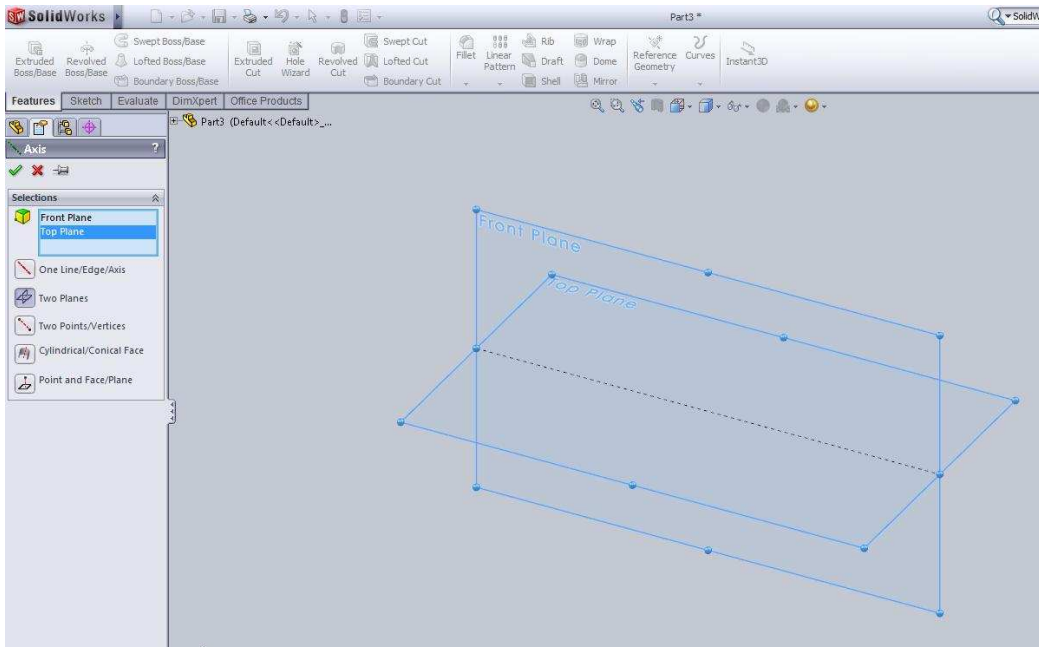 SolidWorks
Part3 *
SolidW
Extruded Boss/Base
Revolved Boss/Base
Swept Boss/Base
Lofted Boss/Base
Boundary Boss/Base
Extruded Cut
Hole Wizard
Revolved Cut
Swept Cut
Lofted Cut
Boundary Cut
Fillet
Linear Pattern
Rib
Draft
Shell
Wrap
Dome
Mirror
Reference Geometry
Curves
Instant3D
Features
Sketch
Evaluate
DimXpert
Office Products
Part3 (Default<<Default>_...
Axis
?
Selections
Front Plane
Top Plane
One Line/Edge/Axis
Two Planes
Two Points/Vertices
Cylindrical/Conical Face
Point and Face/Plane
Front Plane
Top Plane